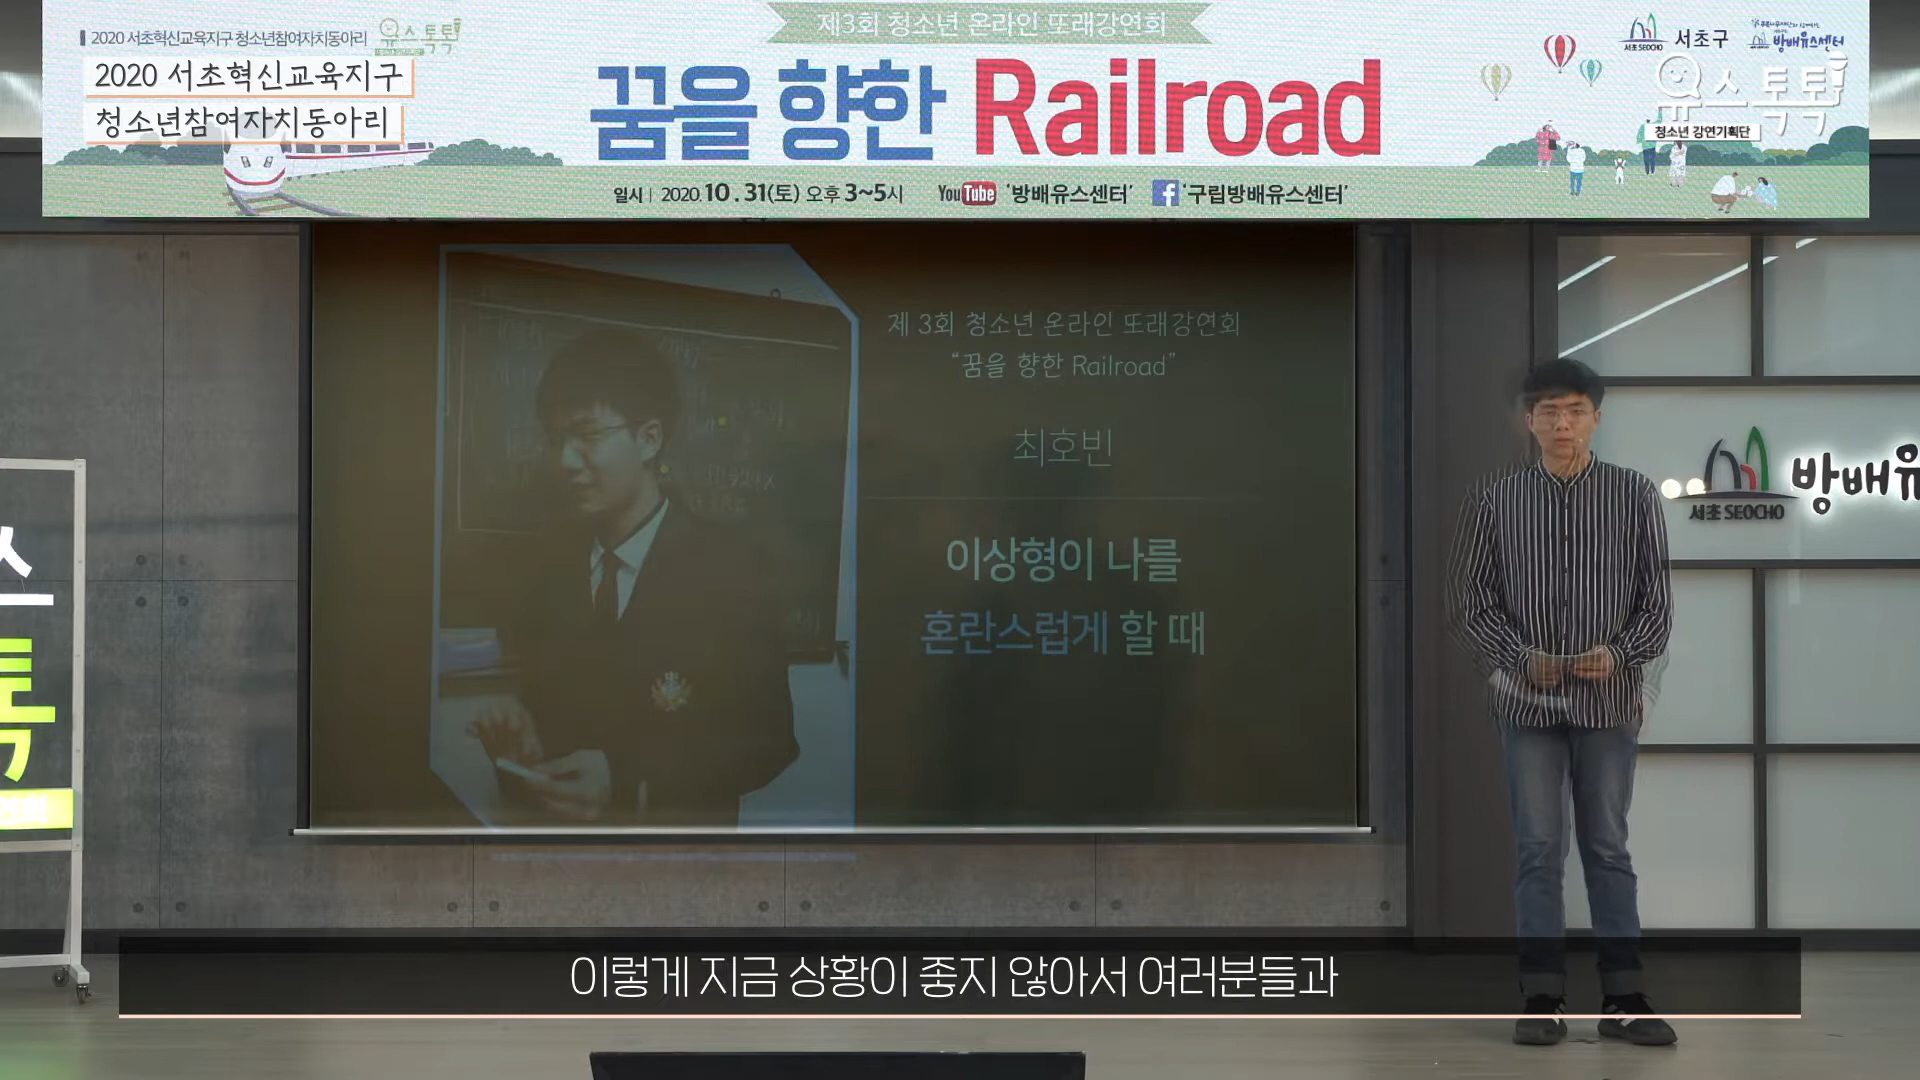 제3회 청소년 온라인 또래강연회
2020 서초혁신교육지구 청소년참여자치동아리 유스톡톡
2020 서초혁신교육지구
청소년참여자치동아리
꿈을 향한 Railroad
일시 | 2020. 10. 31(토) 오후 3~5시 YouTube '방배유스센터' '구립방배유스센터'
서초 SEOCHO 서초구
방배유스센터
유스톡톡
청소년 강연기획단
제 3회 청소년 온라인 또래강연회
“꿈을 향한 Railroad”
최호빈
이상형이 나를
혼란스럽게 할 때
서초 SEOCHO 방배유
스
톡
이렇게 지금 상황이 좋지 않아서 여러분들과